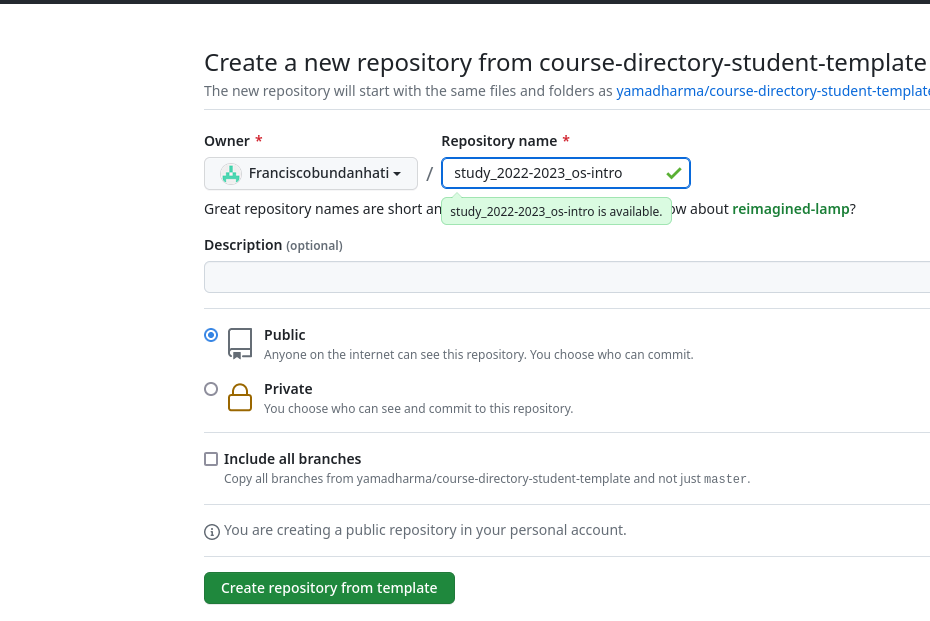 Create a new repository from course-directory-student-template
The new repository will start with the same files and folders as yamadharma/course-directory-student-template
Owner *
Repository name *
Franciscobundanhati / study_2022-2023_os-intro
Great repository names are short an
study_2022-2023_os-intro is available.
ow about reimagined-lamp?
Description (optional)
Public
Anyone on the internet can see this repository. You choose who can commit.
Private
You choose who can see and commit to this repository.
Include all branches
Copy all branches from yamadharma/course-directory-student-template and not just master.
You are creating a public repository in your personal account.
Create repository from template